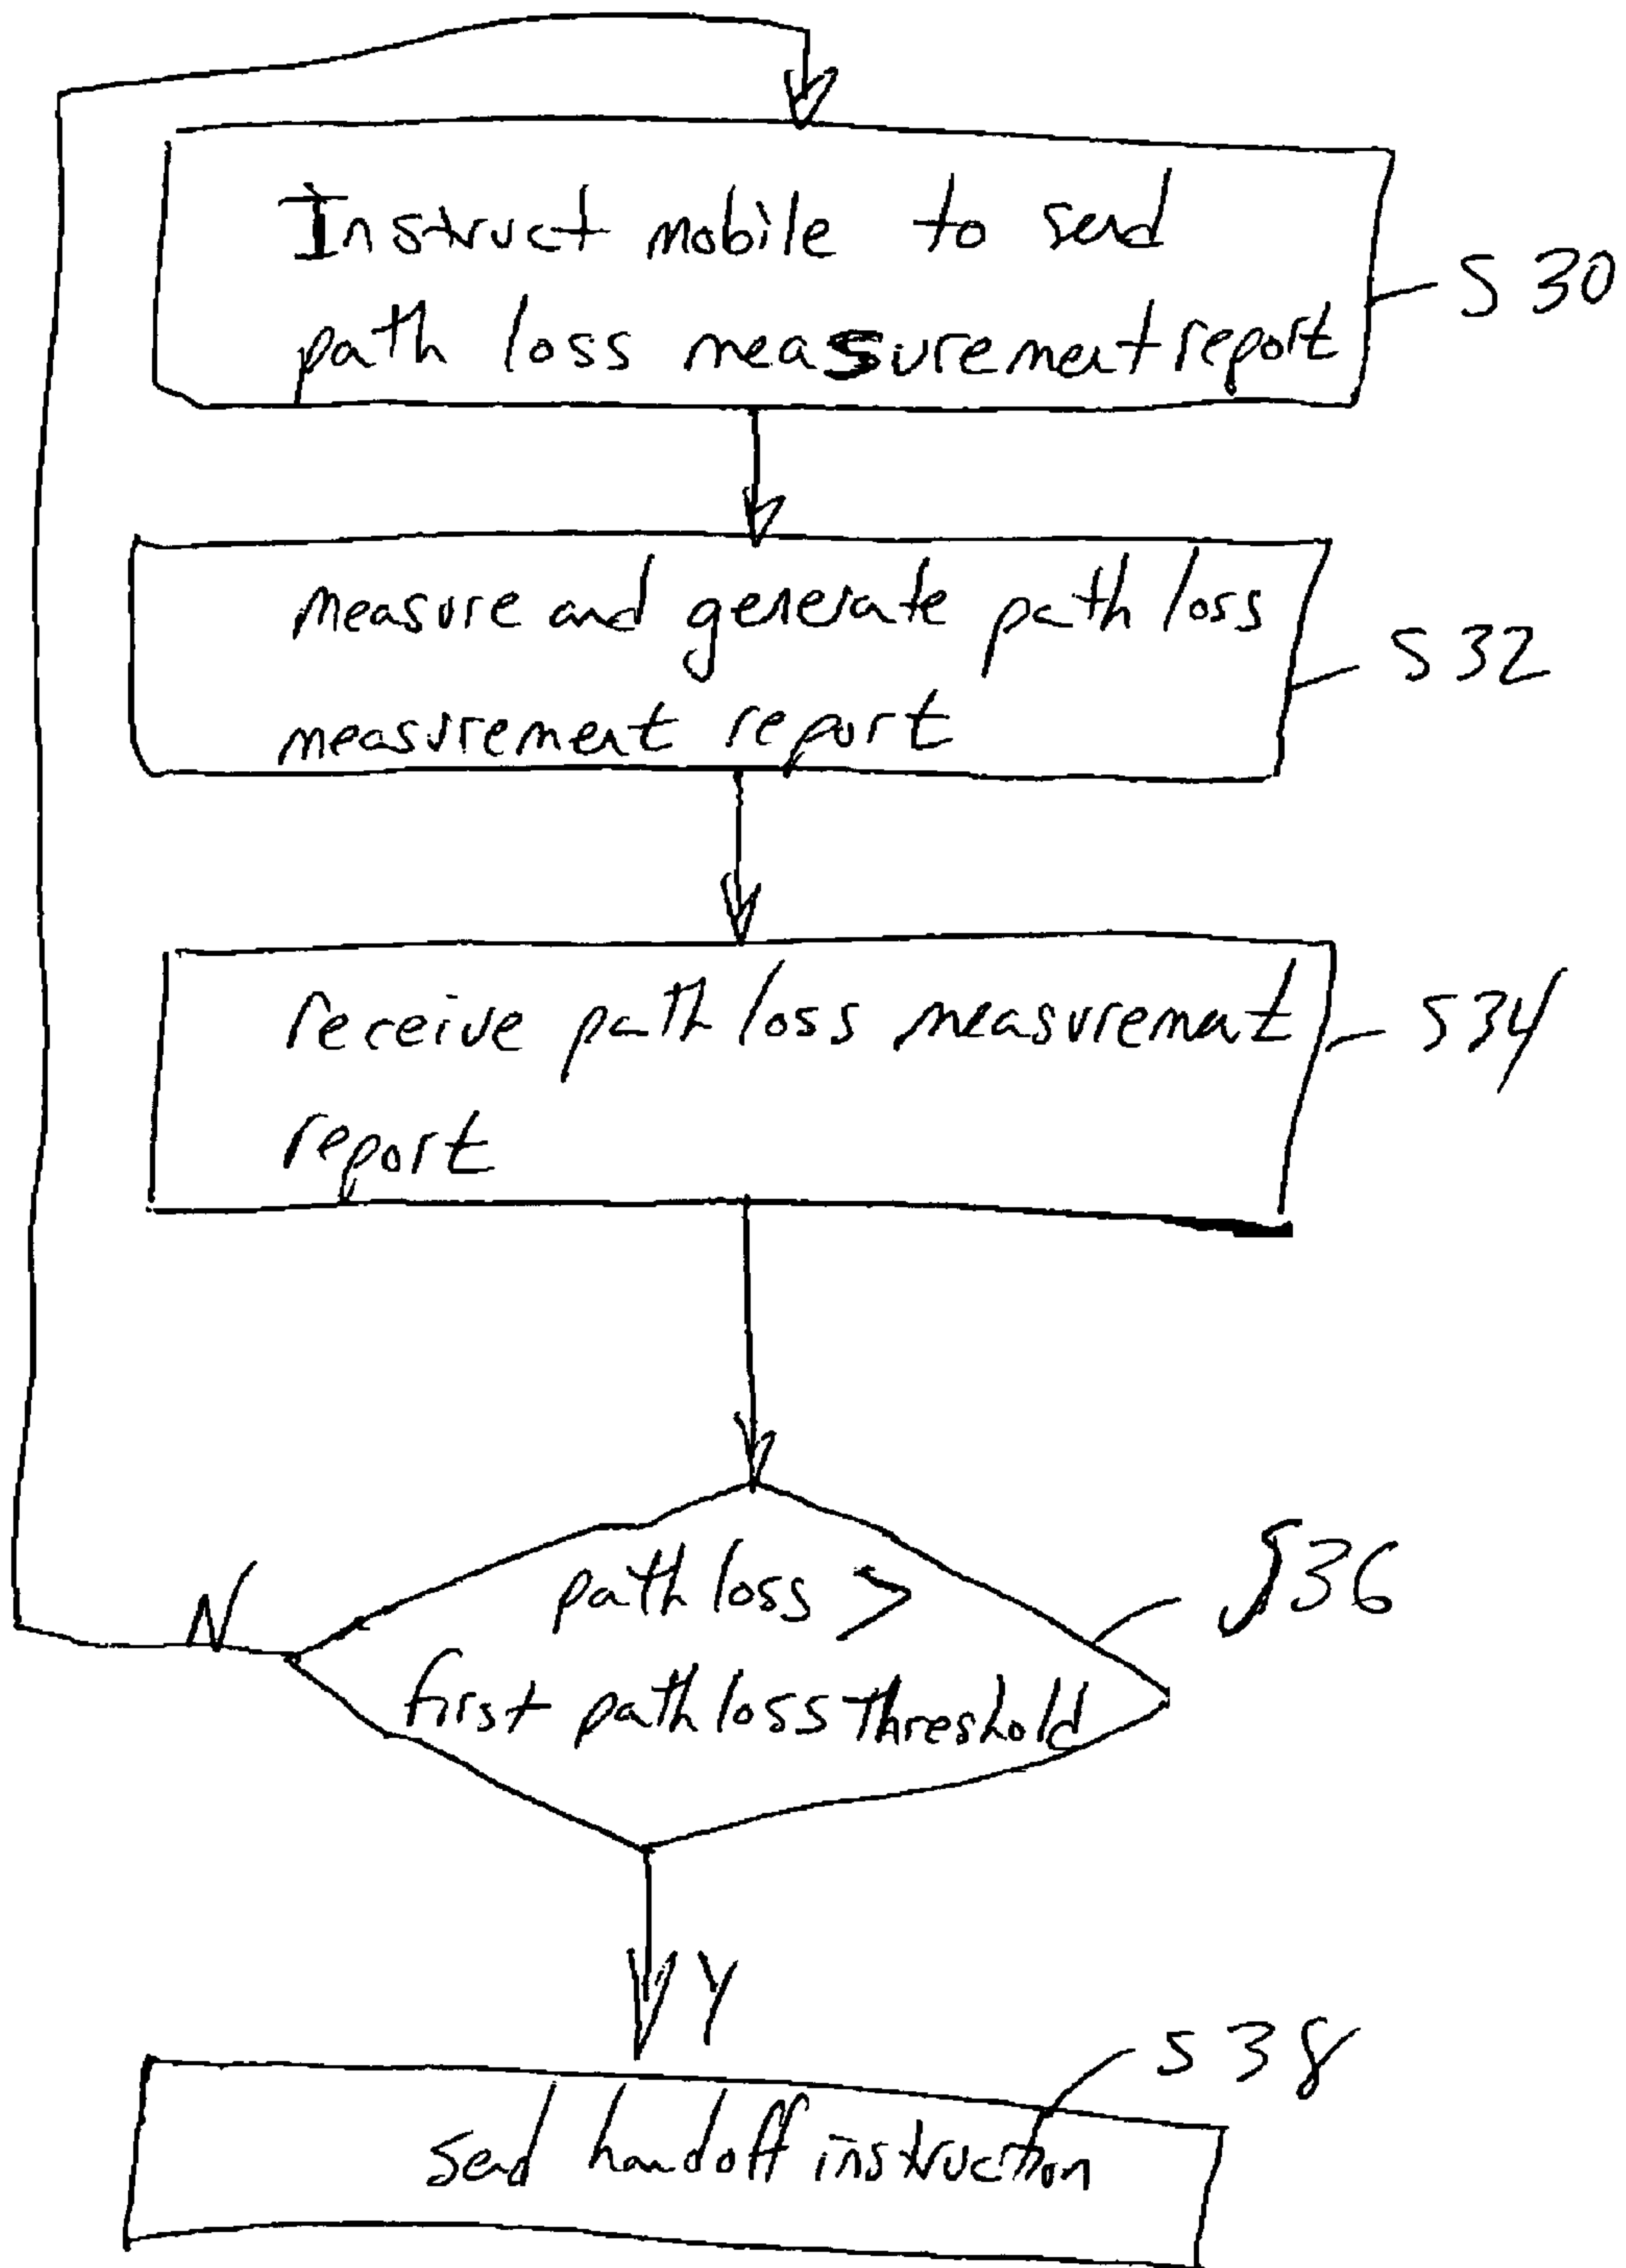 Instruct mobile to send
path loss measurement report
S30
measure and generate path loss
measurement report
S32
receive path loss measurement
report
S34
path loss >
first path loss threshold
S36
N
Y
S38
send handoff instruction